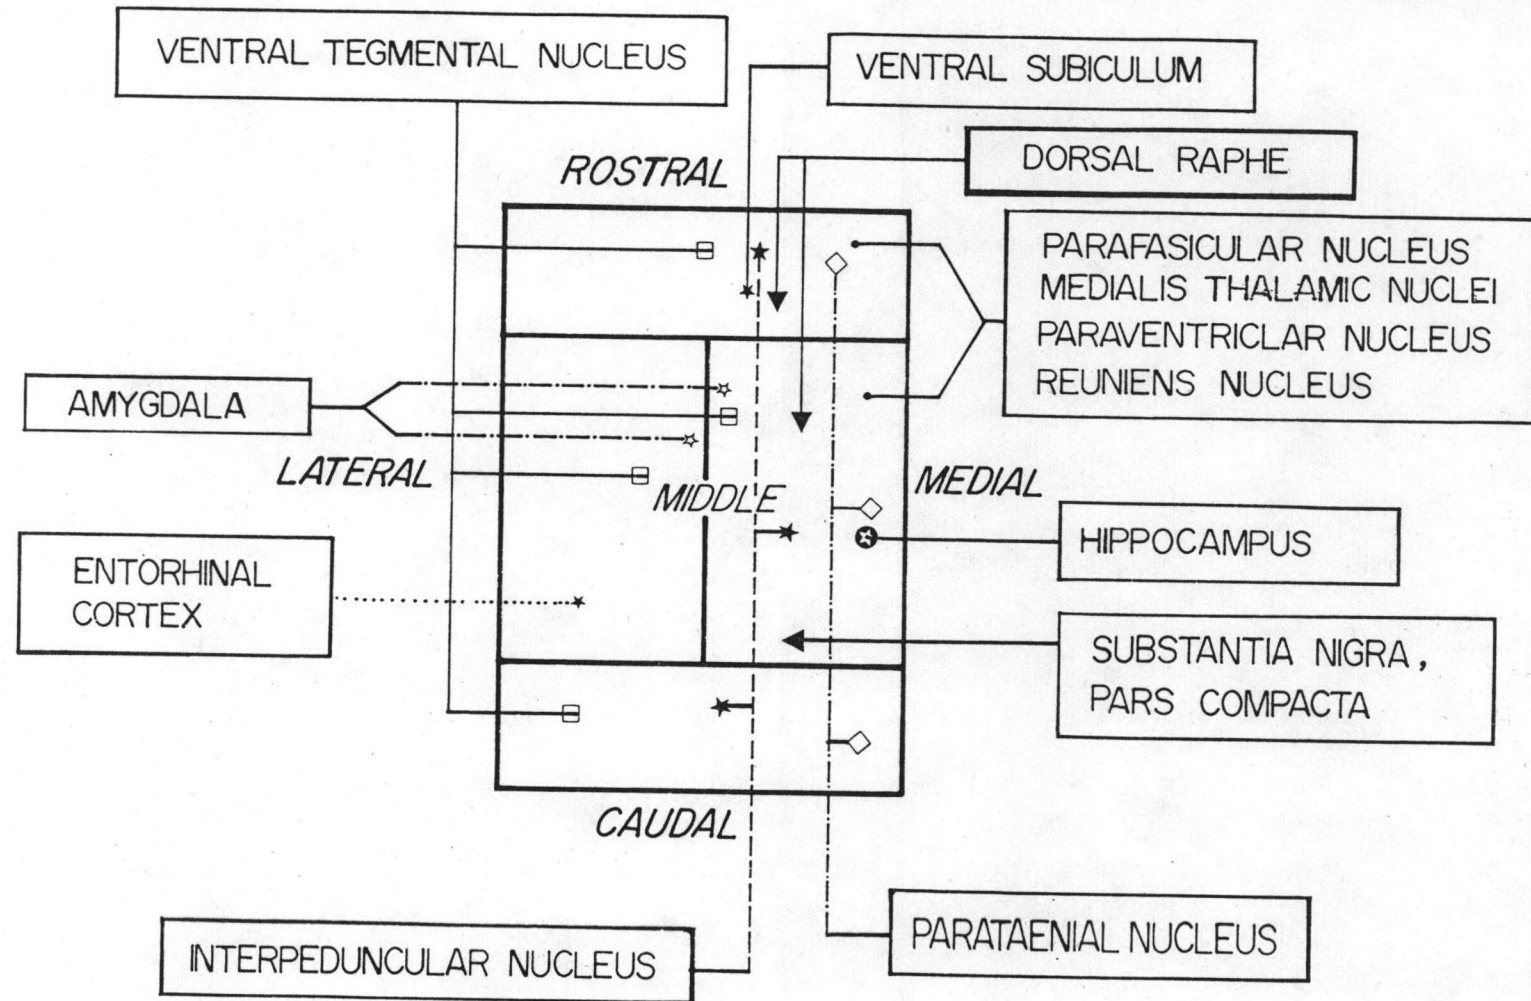 VENTRAL TEGMENTAL NUCLEUS
VENTRAL SUBICULUM
DORSAL RAPHE
ROSTRAL
PARAFASICULAR NUCLEUS
MEDIALIS THALAMIC NUCLEI
PARAVENTRICLAR NUCLEUS
REUNIENS NUCLEUS
AMYGDALA
LATERAL
MIDDLE
MEDIAL
HIPPOCAMPUS
ENTORHINAL
CORTEX
SUBSTANTIA NIGRA,
PARS COMPACTA
CAUDAL
PARATAENIAL NUCLEUS
INTERPEDUNCULAR NUCLEUS